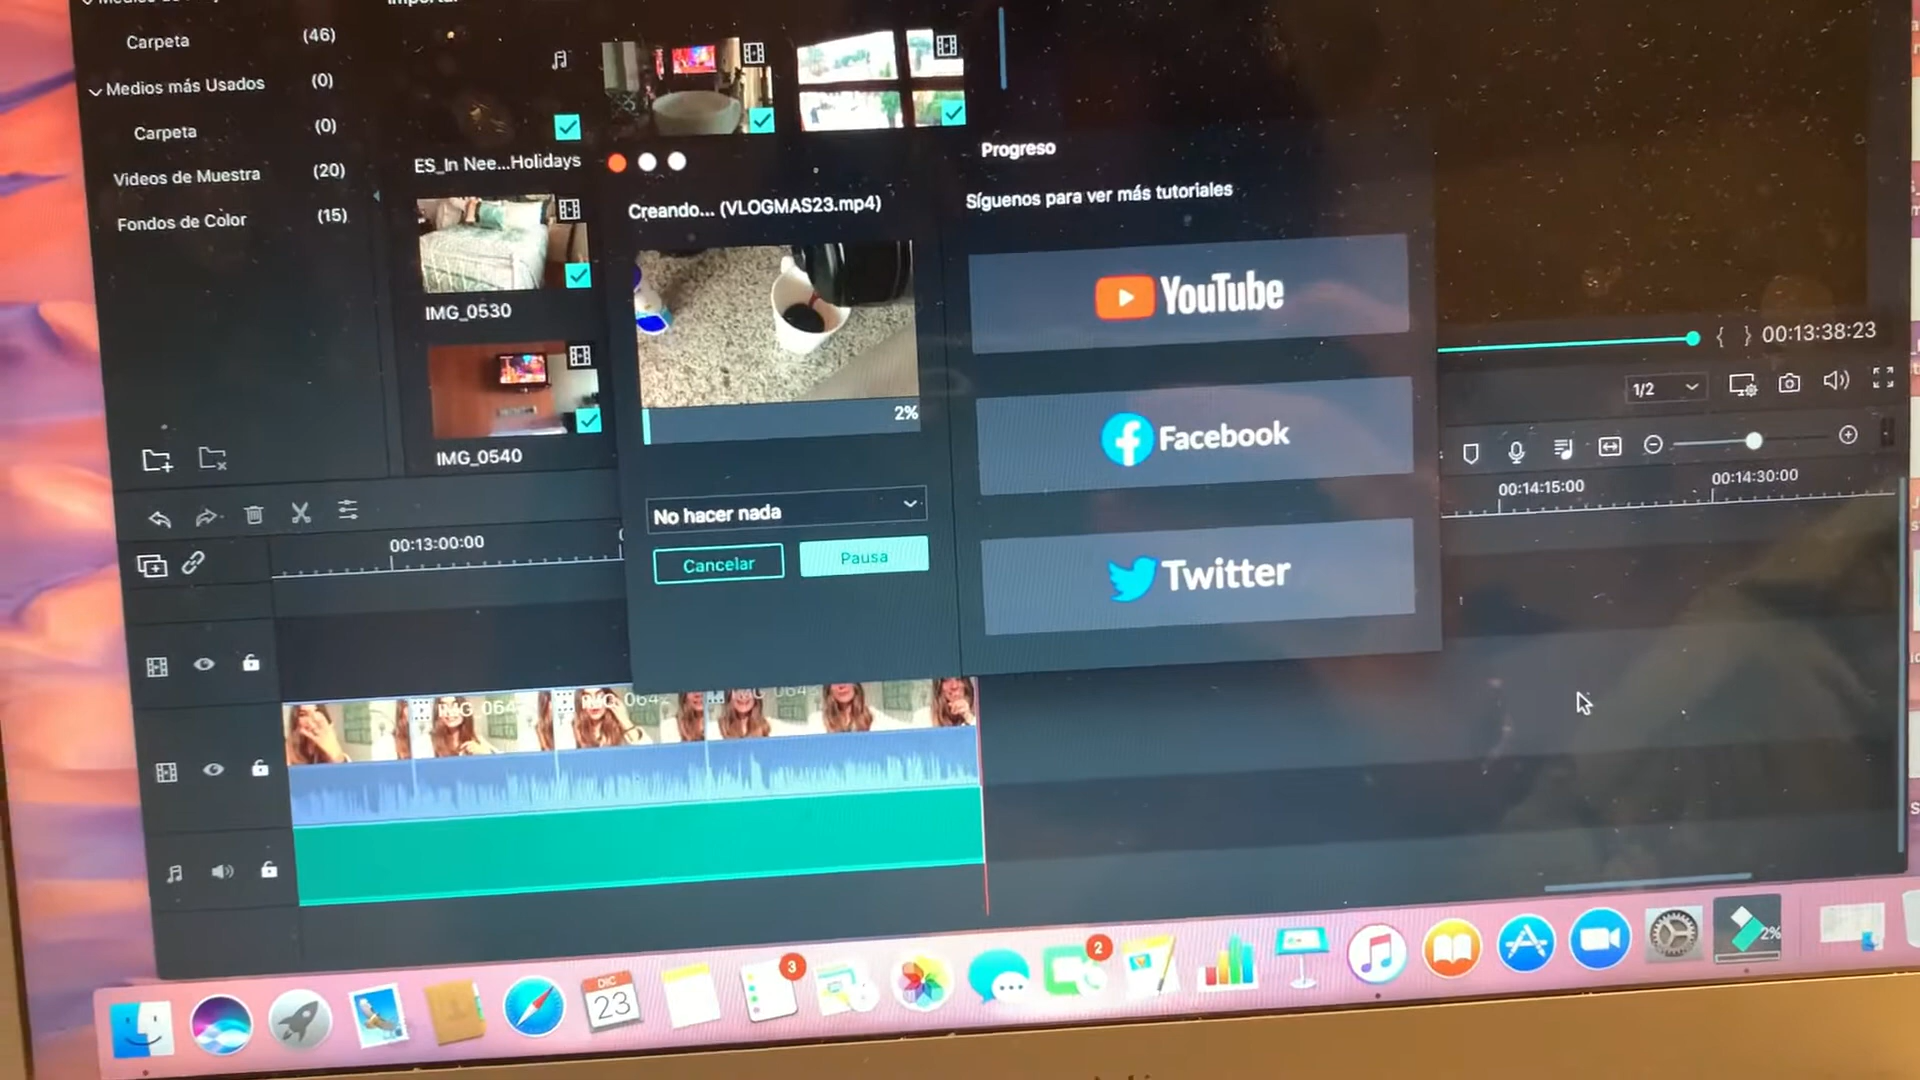 Carpeta (46)
Medios más Usados (0)
Carpeta (0)
Videos de Muestra (20)
Fondos de Color (15)
ES_In Nee...Holidays
IMG_0530
IMG_0540
Creando... (VLOGMAS23.mp4)
2%
No hacer nada
Cancelar
Pausa
Progreso
Síguenos para ver más tutoriales
YouTube
Facebook
Twitter
{ } 00:13:38:23
1/2
00:13:00:00
00:14:15:00
00:14:30:00
3
2
DIC
23
2%